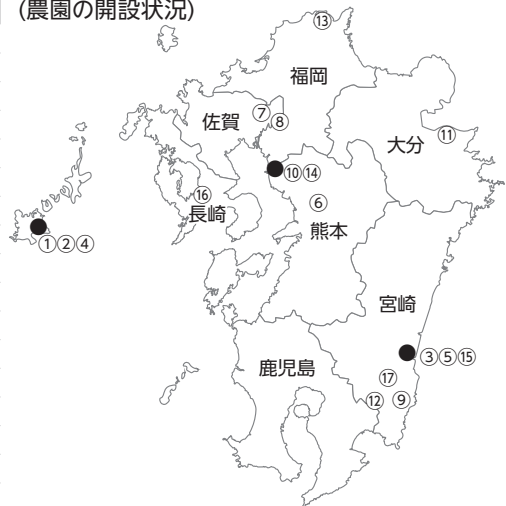 (農園の開設状況)
⑬
福岡
⑦
⑧
佐賀
大分
⑪
⑩⑭
⑯
長崎
⑥
熊本
①②④
宮崎
③⑤⑮
鹿児島
⑰
⑫
⑨